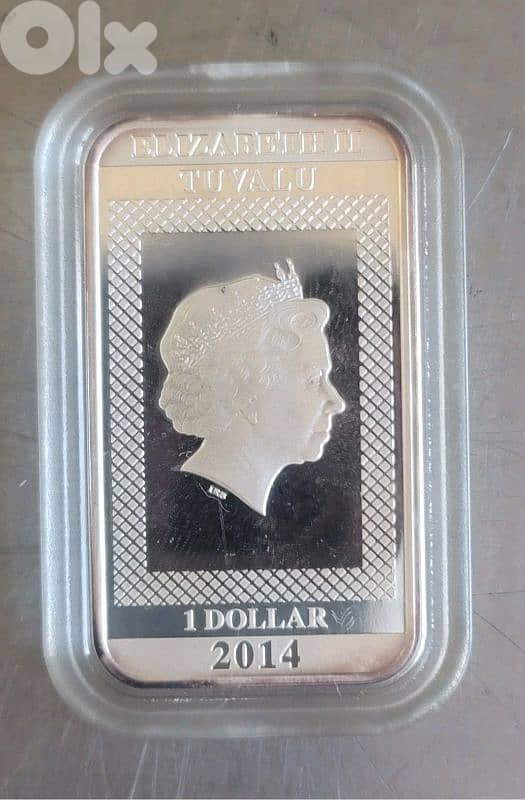 Olx
ELIZABETH II
TUVALU
1 DOLLAR
2014